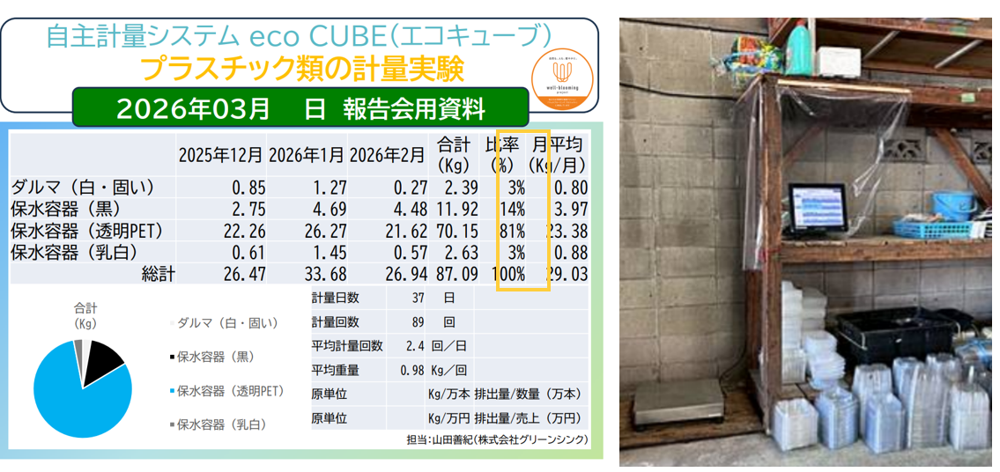 自主計量システム eco CUBE(エコキューブ)
プラスチック類の計量実験
well-blooming
project
2026年03月 日 報告会用資料
2025年12月 2026年1月 2026年2月 合計(Kg) 比率(%) 月平均(Kg/月)
ダルマ（白・固い） 0.85 1.27 0.27 2.39 3% 0.80
保水容器（黒） 2.75 4.69 4.48 11.92 14% 3.97
保水容器（透明PET） 22.26 26.27 21.62 70.15 81% 23.38
保水容器（乳白） 0.61 1.45 0.57 2.63 3% 0.88
総計 26.47 33.68 26.94 87.09 100% 29.03
合計
(Kg)
ダルマ（白・固い）
保水容器（黒）
保水容器（透明PET）
保水容器（乳白）
計量日数 37 日
計量回数 89 回
平均計量回数 2.4 回／日
平均重量 0.98 Kg／回
原単位 Kg/万本 排出量/数量（万本）
原単位 Kg/万円 排出量/売上（万円）
担当：山田善紀(株式会社グリーンシンク)